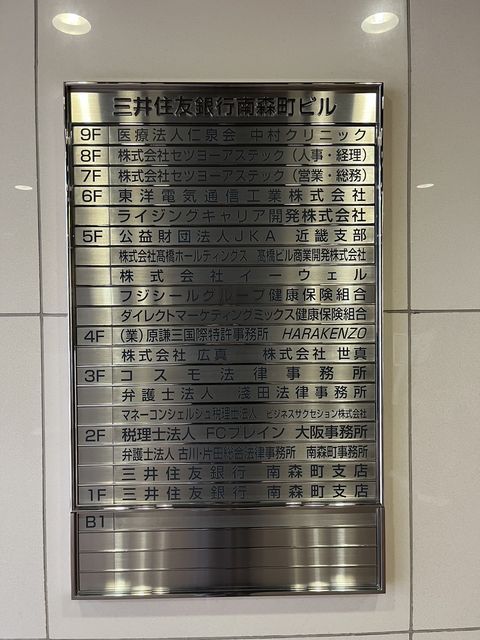 三井住友銀行南森町ビル
9F 医療法人仁泉会 中村クリニック
8F 株式会社セツヨーアステック（人事・経理）
7F 株式会社セツヨーアステック（営業・総務）
6F 東洋電気通信工業株式会社
ライジングキャリア開発株式会社
5F 公益財団法人JKA 近畿支部
株式会社髙橋ホールディングス 髙橋ビル商業開発株式会社
株式会社イーウェル
フジシールグループ健康保険組合
ダイレクトマーケティングミックス健康保険組合
4F (業)原謙三国際特許事務所 HARAKENZO
株式会社 広真 株式会社 世真
3F コスモ法律事務所
弁護士法人 浅田法律事務所
マネーコンシェルジュ税理士法人 ビジネスサクセション株式会社
2F 税理士法人 FCブレイン 大阪事務所
弁護士法人 古川・片田総合法律事務所 南森町事務所
三井住友銀行 南森町支店
1F 三井住友銀行 南森町支店
B1